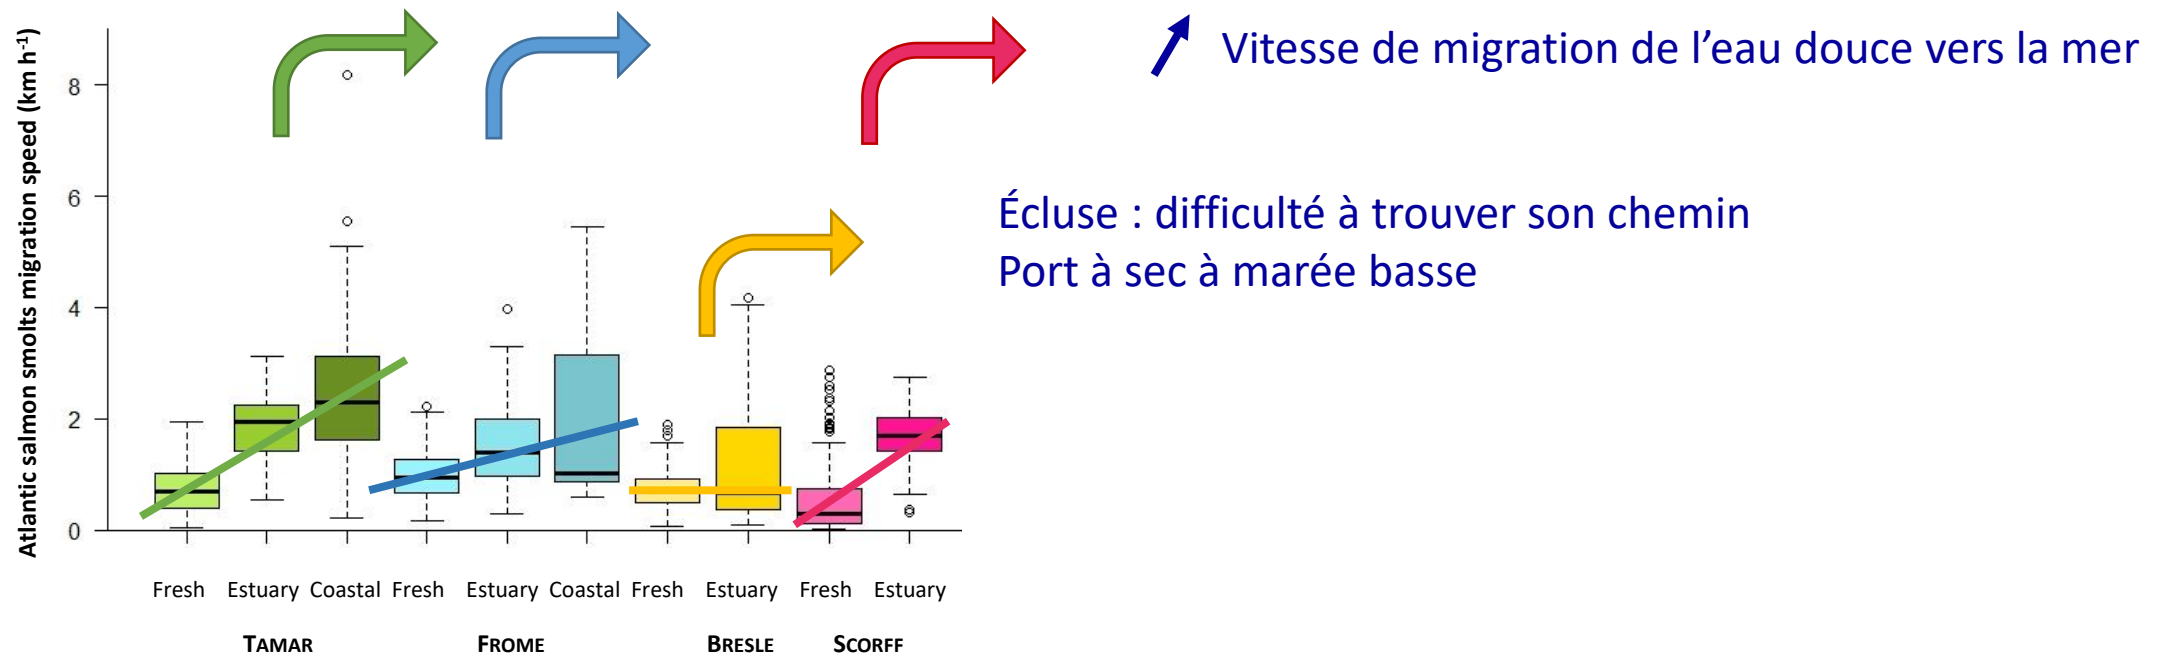 Vitesse de migration de l’eau douce vers la mer
Écluse : difficulté à trouver son chemin
Port à sec à marée basse
Atlantic salmon smolts migration speed (km h⁻¹)
8
6
4
2
0
Fresh Estuary Coastal Fresh Estuary Coastal Fresh Estuary Fresh Estuary
TAMAR FROME BRESLE SCORFF